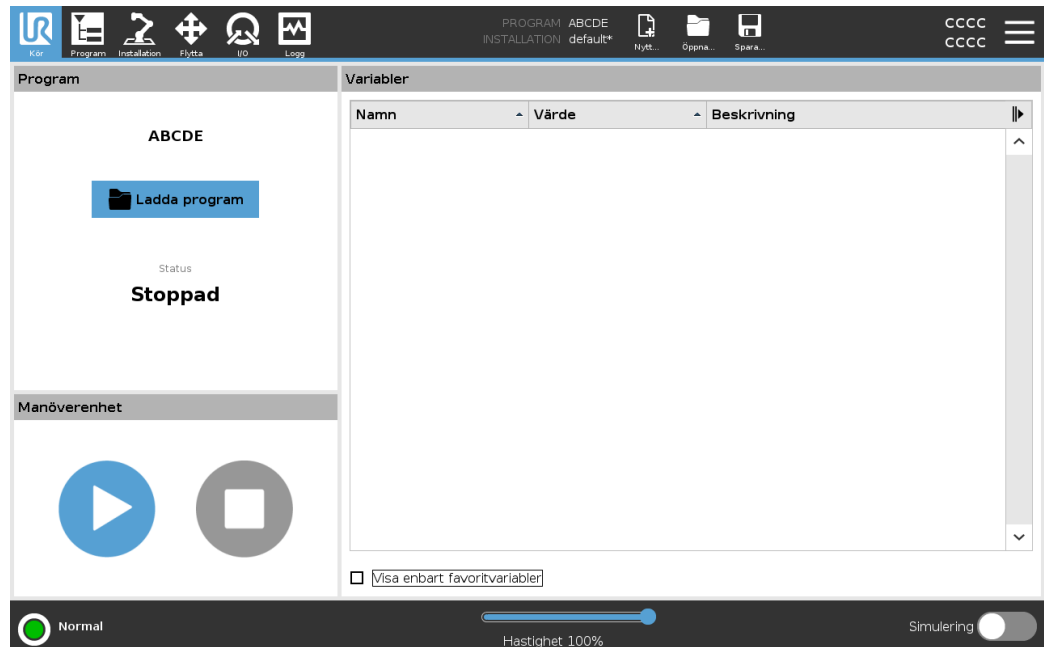 UR
Kör
Program
Installation
Flytta
I/O
Logg
PROGRAM ABCDE
INSTALLATION default*
Nytt...
Öppna...
Spara...
CCCC
CCCC
Program
ABCDE
Ladda program
Status
Stoppad
Manöverenhet
Variabler
Namn Värde Beskrivning
Visa enbart favoritvariabler
Normal
Hastighet 100%
Simulering